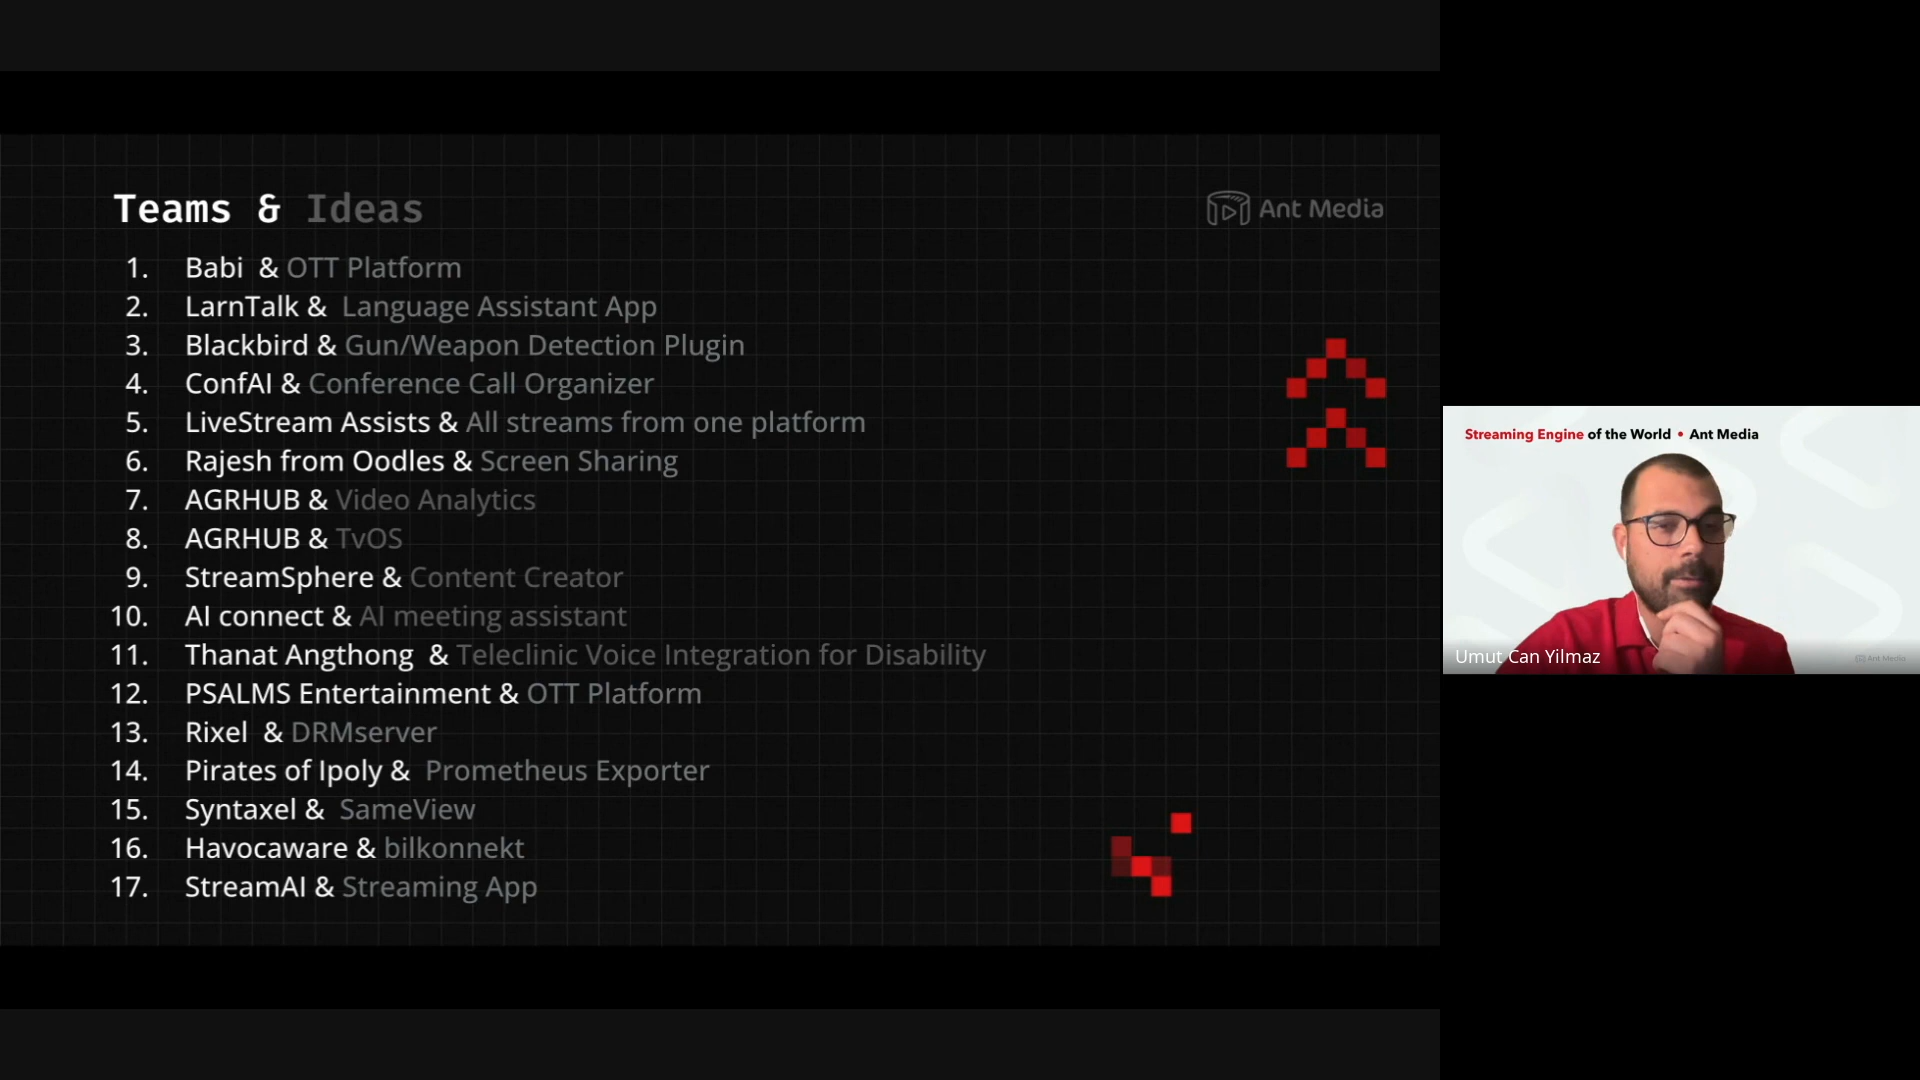 Teams & Ideas
Ant Media
1. Babi & OTT Platform
2. LarnTalk & Language Assistant App
3. Blackbird & Gun/Weapon Detection Plugin
4. ConfAI & Conference Call Organizer
5. LiveStream Assists & All streams from one platform
6. Rajesh from Oodles & Screen Sharing
7. AGRHUB & Video Analytics
8. AGRHUB & TvOS
9. StreamSphere & Content Creator
10. AI connect & AI meeting assistant
11. Thanat Angthong & Teleclinic Voice Integration for Disability
12. PSALMS Entertainment & OTT Platform
13. Rixel & DRMserver
14. Pirates of Ipoly & Prometheus Exporter
15. Syntaxel & SameView
16. Havocaware & bilkonnekt
17. StreamAI & Streaming App
Streaming Engine of the World • Ant Media
Umut Can Yilmaz
Ant Media